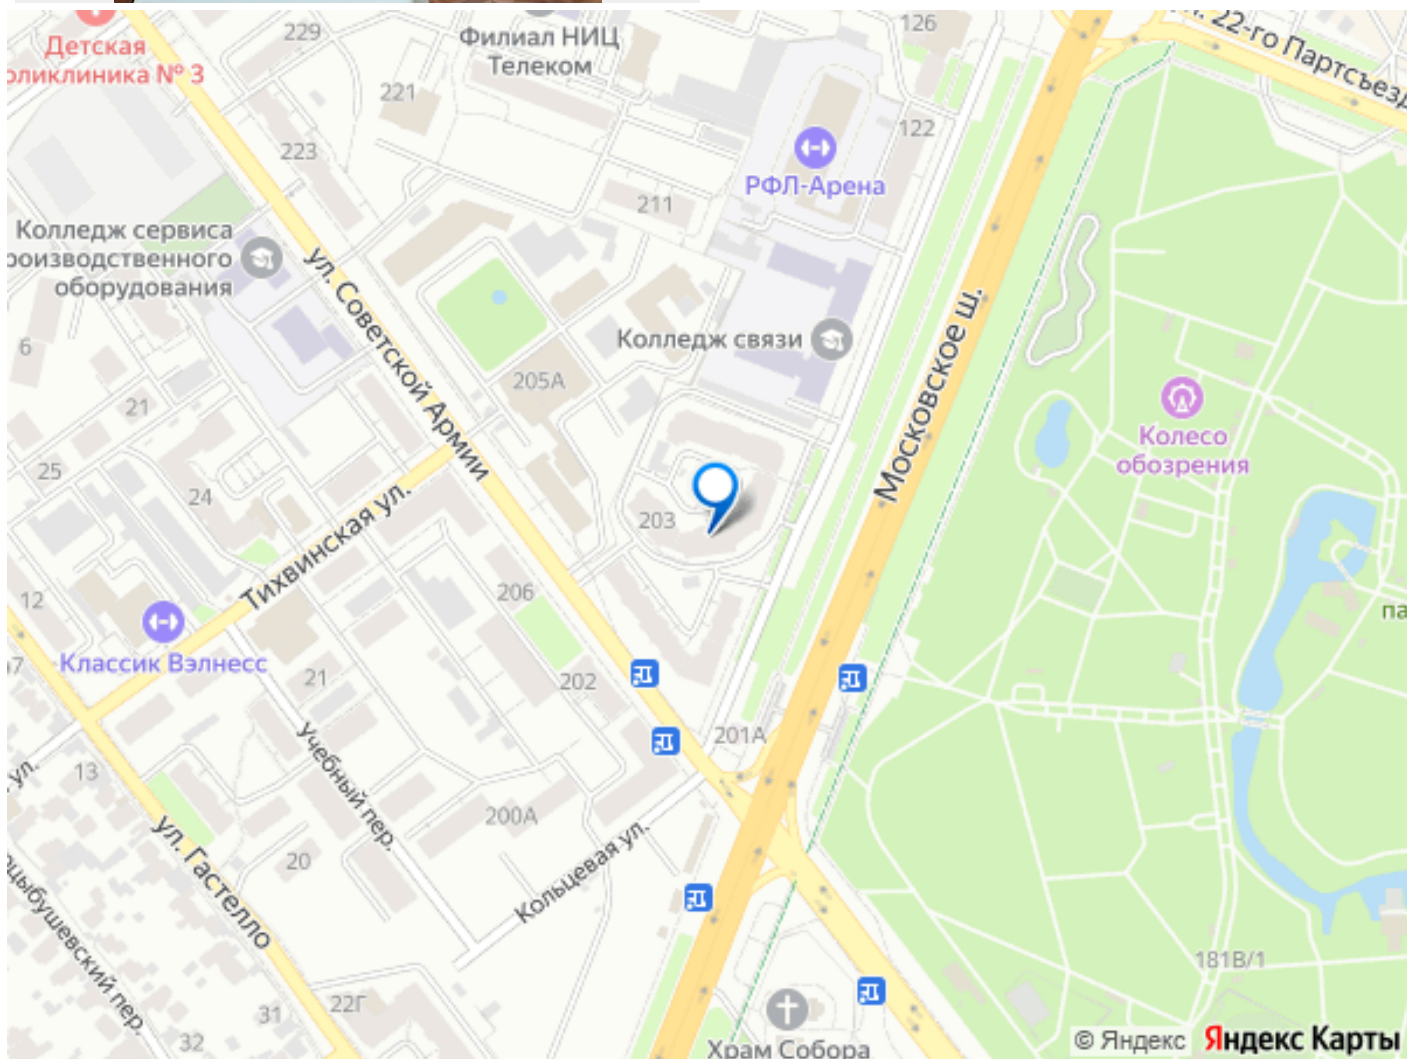 229
Филиал НИЦ
Телеком
126
ул. 22-го Партсъезд
Детская
оликлиника № 3
221
122
223
РФЛ-Арена
211
Колледж сервиса
роизводственного
оборудования
ул. Советской Армии
Московское ш.
Колледж связи
6
205А
21
Колесо
обозрения
25
24
203
Тихвинская ул.
12
206
па
67
Классик Вэлнесс
21
202
201А
ул.
13
Учебный пер.
200А
ул. Гастелло
20
Кольцевая ул.
цыбушевский пер.
181В/1
22Г
31
32
Храм Собора
© Яндекс Яндекс Карты